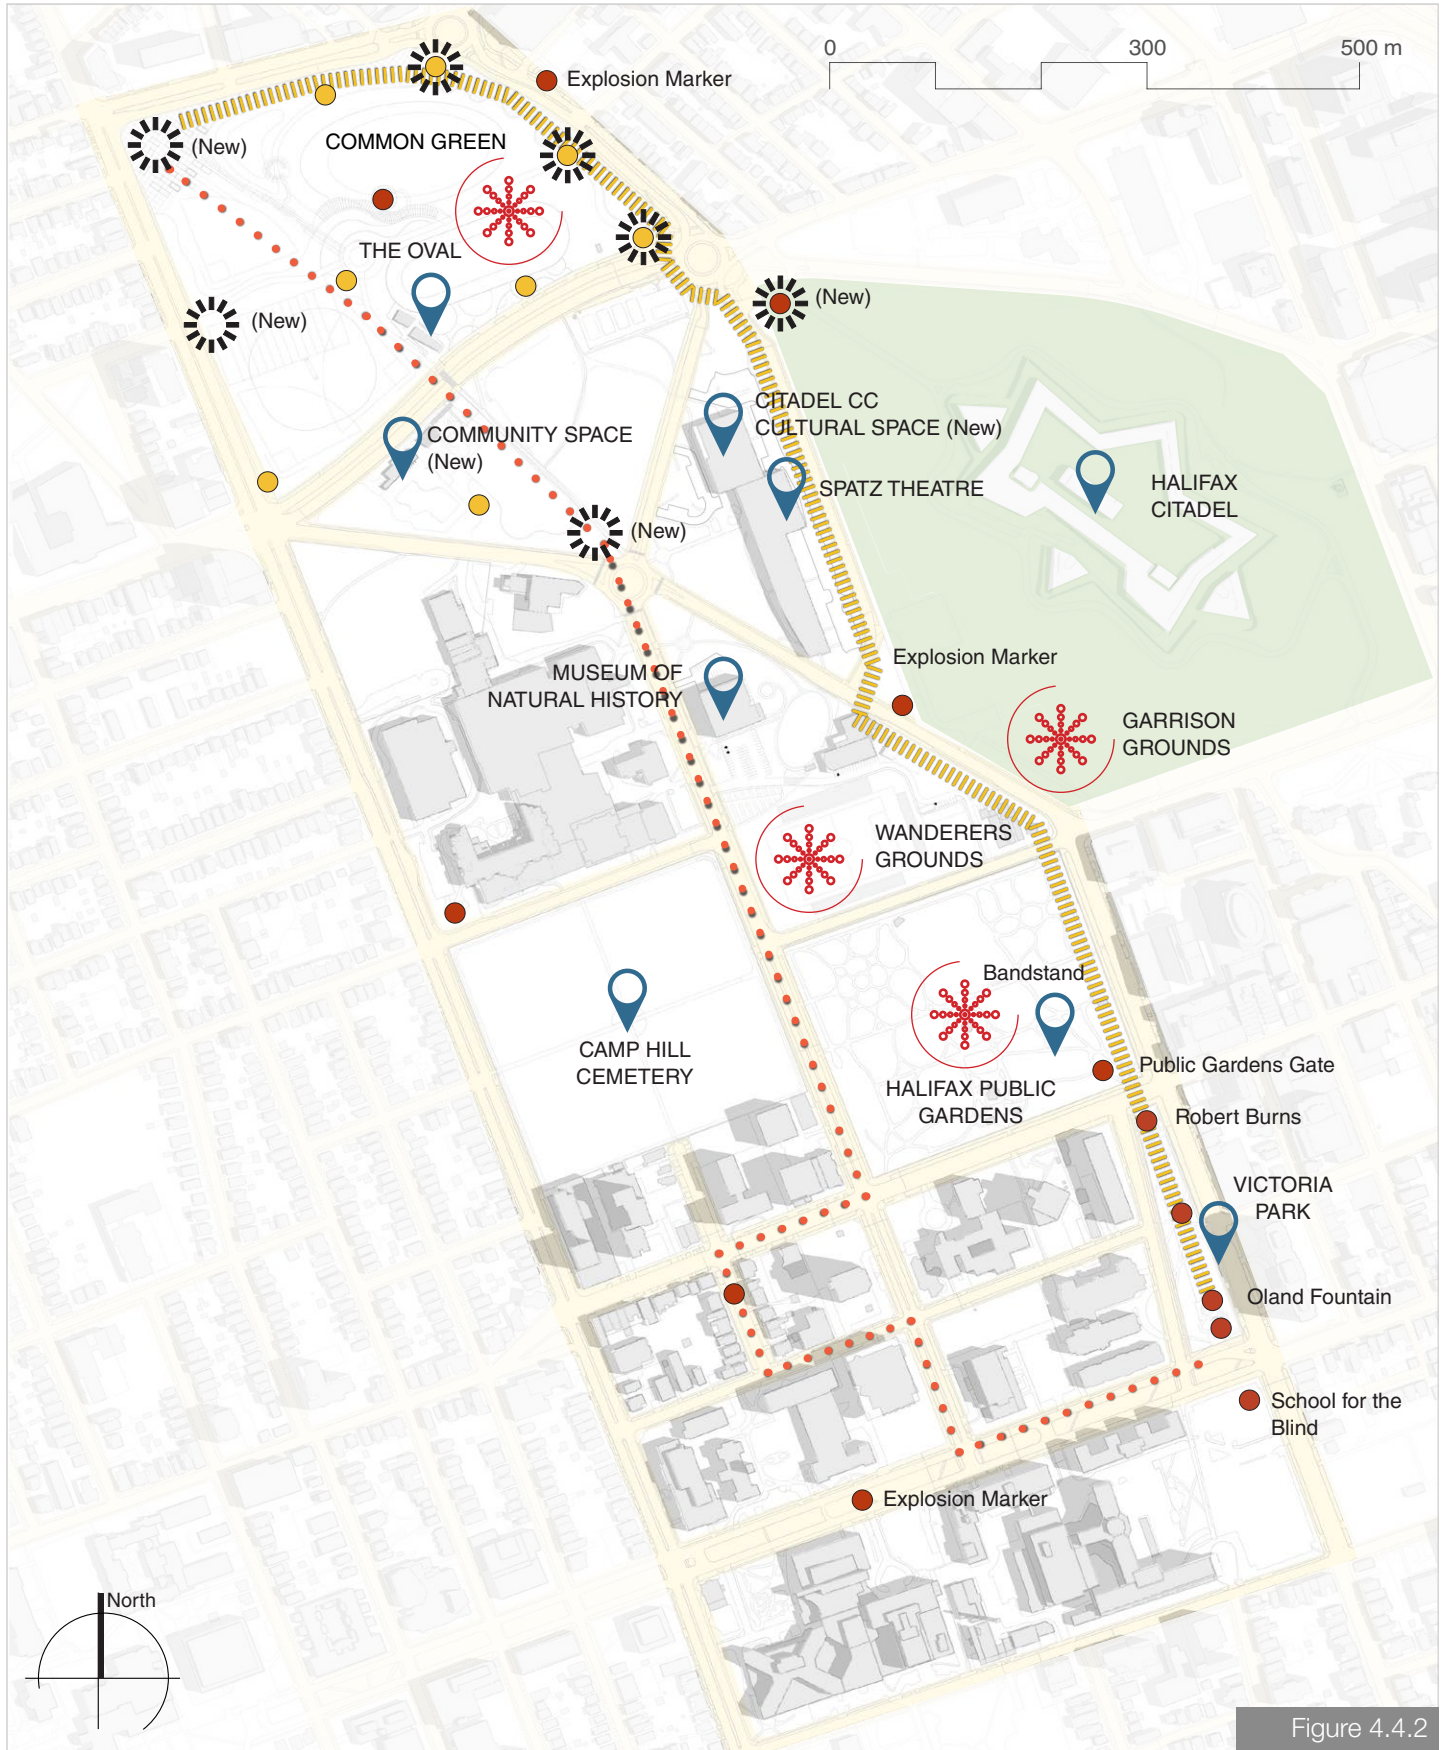 0 300 500 m
Explosion Marker
(New)
COMMON GREEN
THE OVAL
(New)
(New)
CITADEL CC
CULTURAL SPACE (New)
COMMUNITY SPACE
(New)
SPATZ THEATRE
HALIFAX
CITADEL
(New)
Explosion Marker
MUSEUM OF
NATURAL HISTORY
GARRISON
GROUNDS
WANDERERS
GROUNDS
Bandstand
CAMP HILL
CEMETERY
Public Gardens Gate
HALIFAX PUBLIC
GARDENS
Robert Burns
VICTORIA
PARK
Oland Fountain
School for the
Blind
Explosion Marker
North
Figure 4.4.2